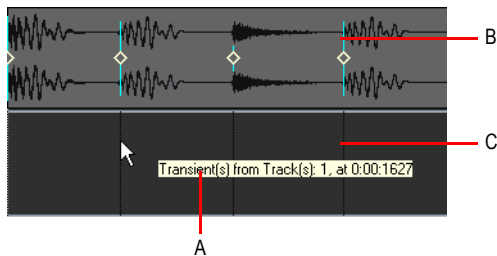 B
C
Transient(s) from Track(s): 1, at 0:00:1627
A